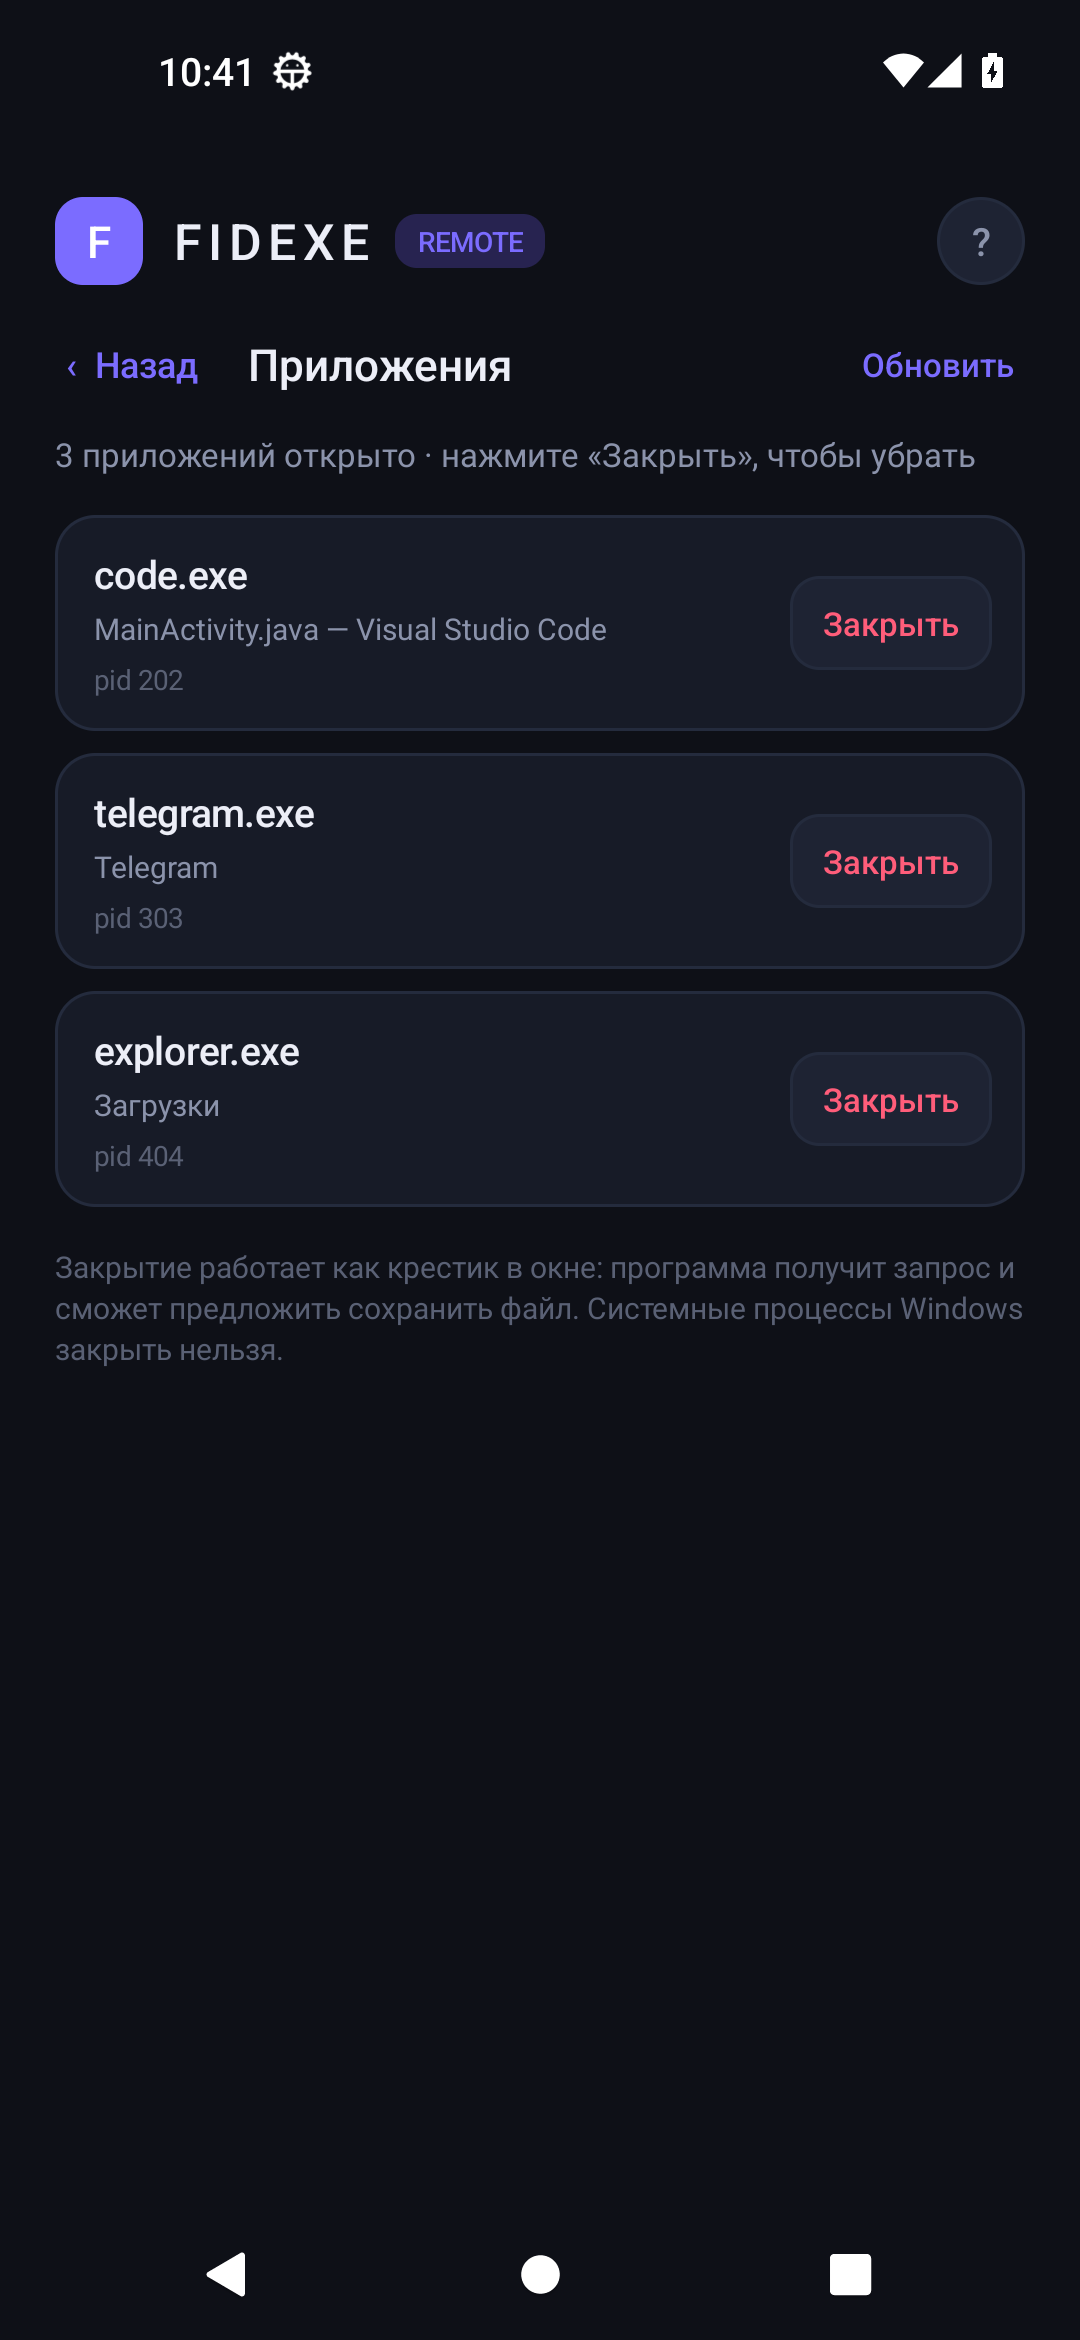 10:41
F FIDEXE REMOTE ?
‹ Назад Приложения Обновить
3 приложений открыто · нажмите «Закрыть», чтобы убрать
code.exe
MainActivity.java — Visual Studio Code
pid 202
Закрыть
telegram.exe
Telegram
pid 303
Закрыть
explorer.exe
Загрузки
pid 404
Закрыть
Закрытие работает как крестик в окне: программа получит запрос и
сможет предложить сохранить файл. Системные процессы Windows
закрыть нельзя.